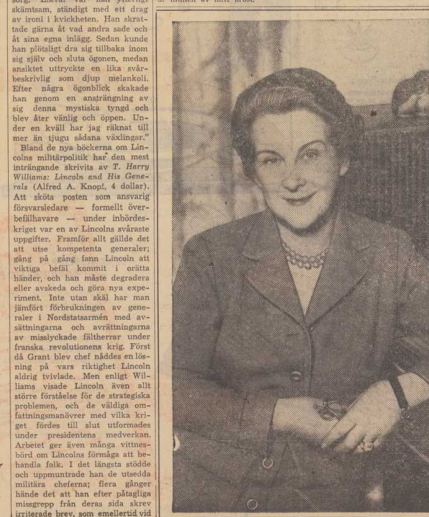 skämtsam, ständigt med ett drag
av ironi i kvickheten. Han skrat-
tade gärna åt vad andra sade och
åt sina egna inlägg. Sedan kunde
han plötsligt dra sig tillbaka inom
sig själv och sluta ögonen, medan
ansiktet uttryckte en lika svår-
beskrivlig som djup melankoli.
Efter några ögonblick skakade
han genom en ansträngning av
sig denna mystiska tyngd och
blev åter vänlig och öppen. Un-
der en kväll har jag räknat till
mer än tjugu sådana växlingar."
Bland de nya böckerna om Lin-
colns militärpolitik har den mest
inträngande skrivits av T. Harry
Williams: Lincoln and His Gene-
rals (Alfred A. Knopf, 4 dollar).
Att sköta posten som ansvarig
försvarsledare — formellt över-
befälhavare — under inbördes-
kriget var en av Lincolns svåraste
uppgifter. Framför allt gällde det
att utse kompetenta generaler;
gång på gång fann Lincoln att
viktiga befäl kommit i orätta
händer, och han måste degradera
eller avskeda och göra nya expe-
riment. Inte utan skäl har man
jämfört förbrukningen av gene-
raler i Nordstatsarmén med av-
sättningarna och avrättningarna
av misslyckade fältherrar under
franska revolutionens krig. Först
då Grant blev chef nåddes en lös-
ning på vars riktighet Lincoln
aldrig tvivlade. Men enligt Wil-
liams visade Lincoln även allt
större förståelse för de strategiska
problemen, och de väldiga om-
fattningsmanövrer med vilka kri-
get fördes till slut utformades
under presidentens medverkan.
Arbetet ger även många vittnes-
börd om Lincolns förmåga att be-
handla folk. I det längsta stödde
och uppmuntrade han de utsedda
militära cheferna; flera gånger
hände det att han efter påtagliga
missgrepp från deras sida skrev
irriterade brev, som emellertid vid